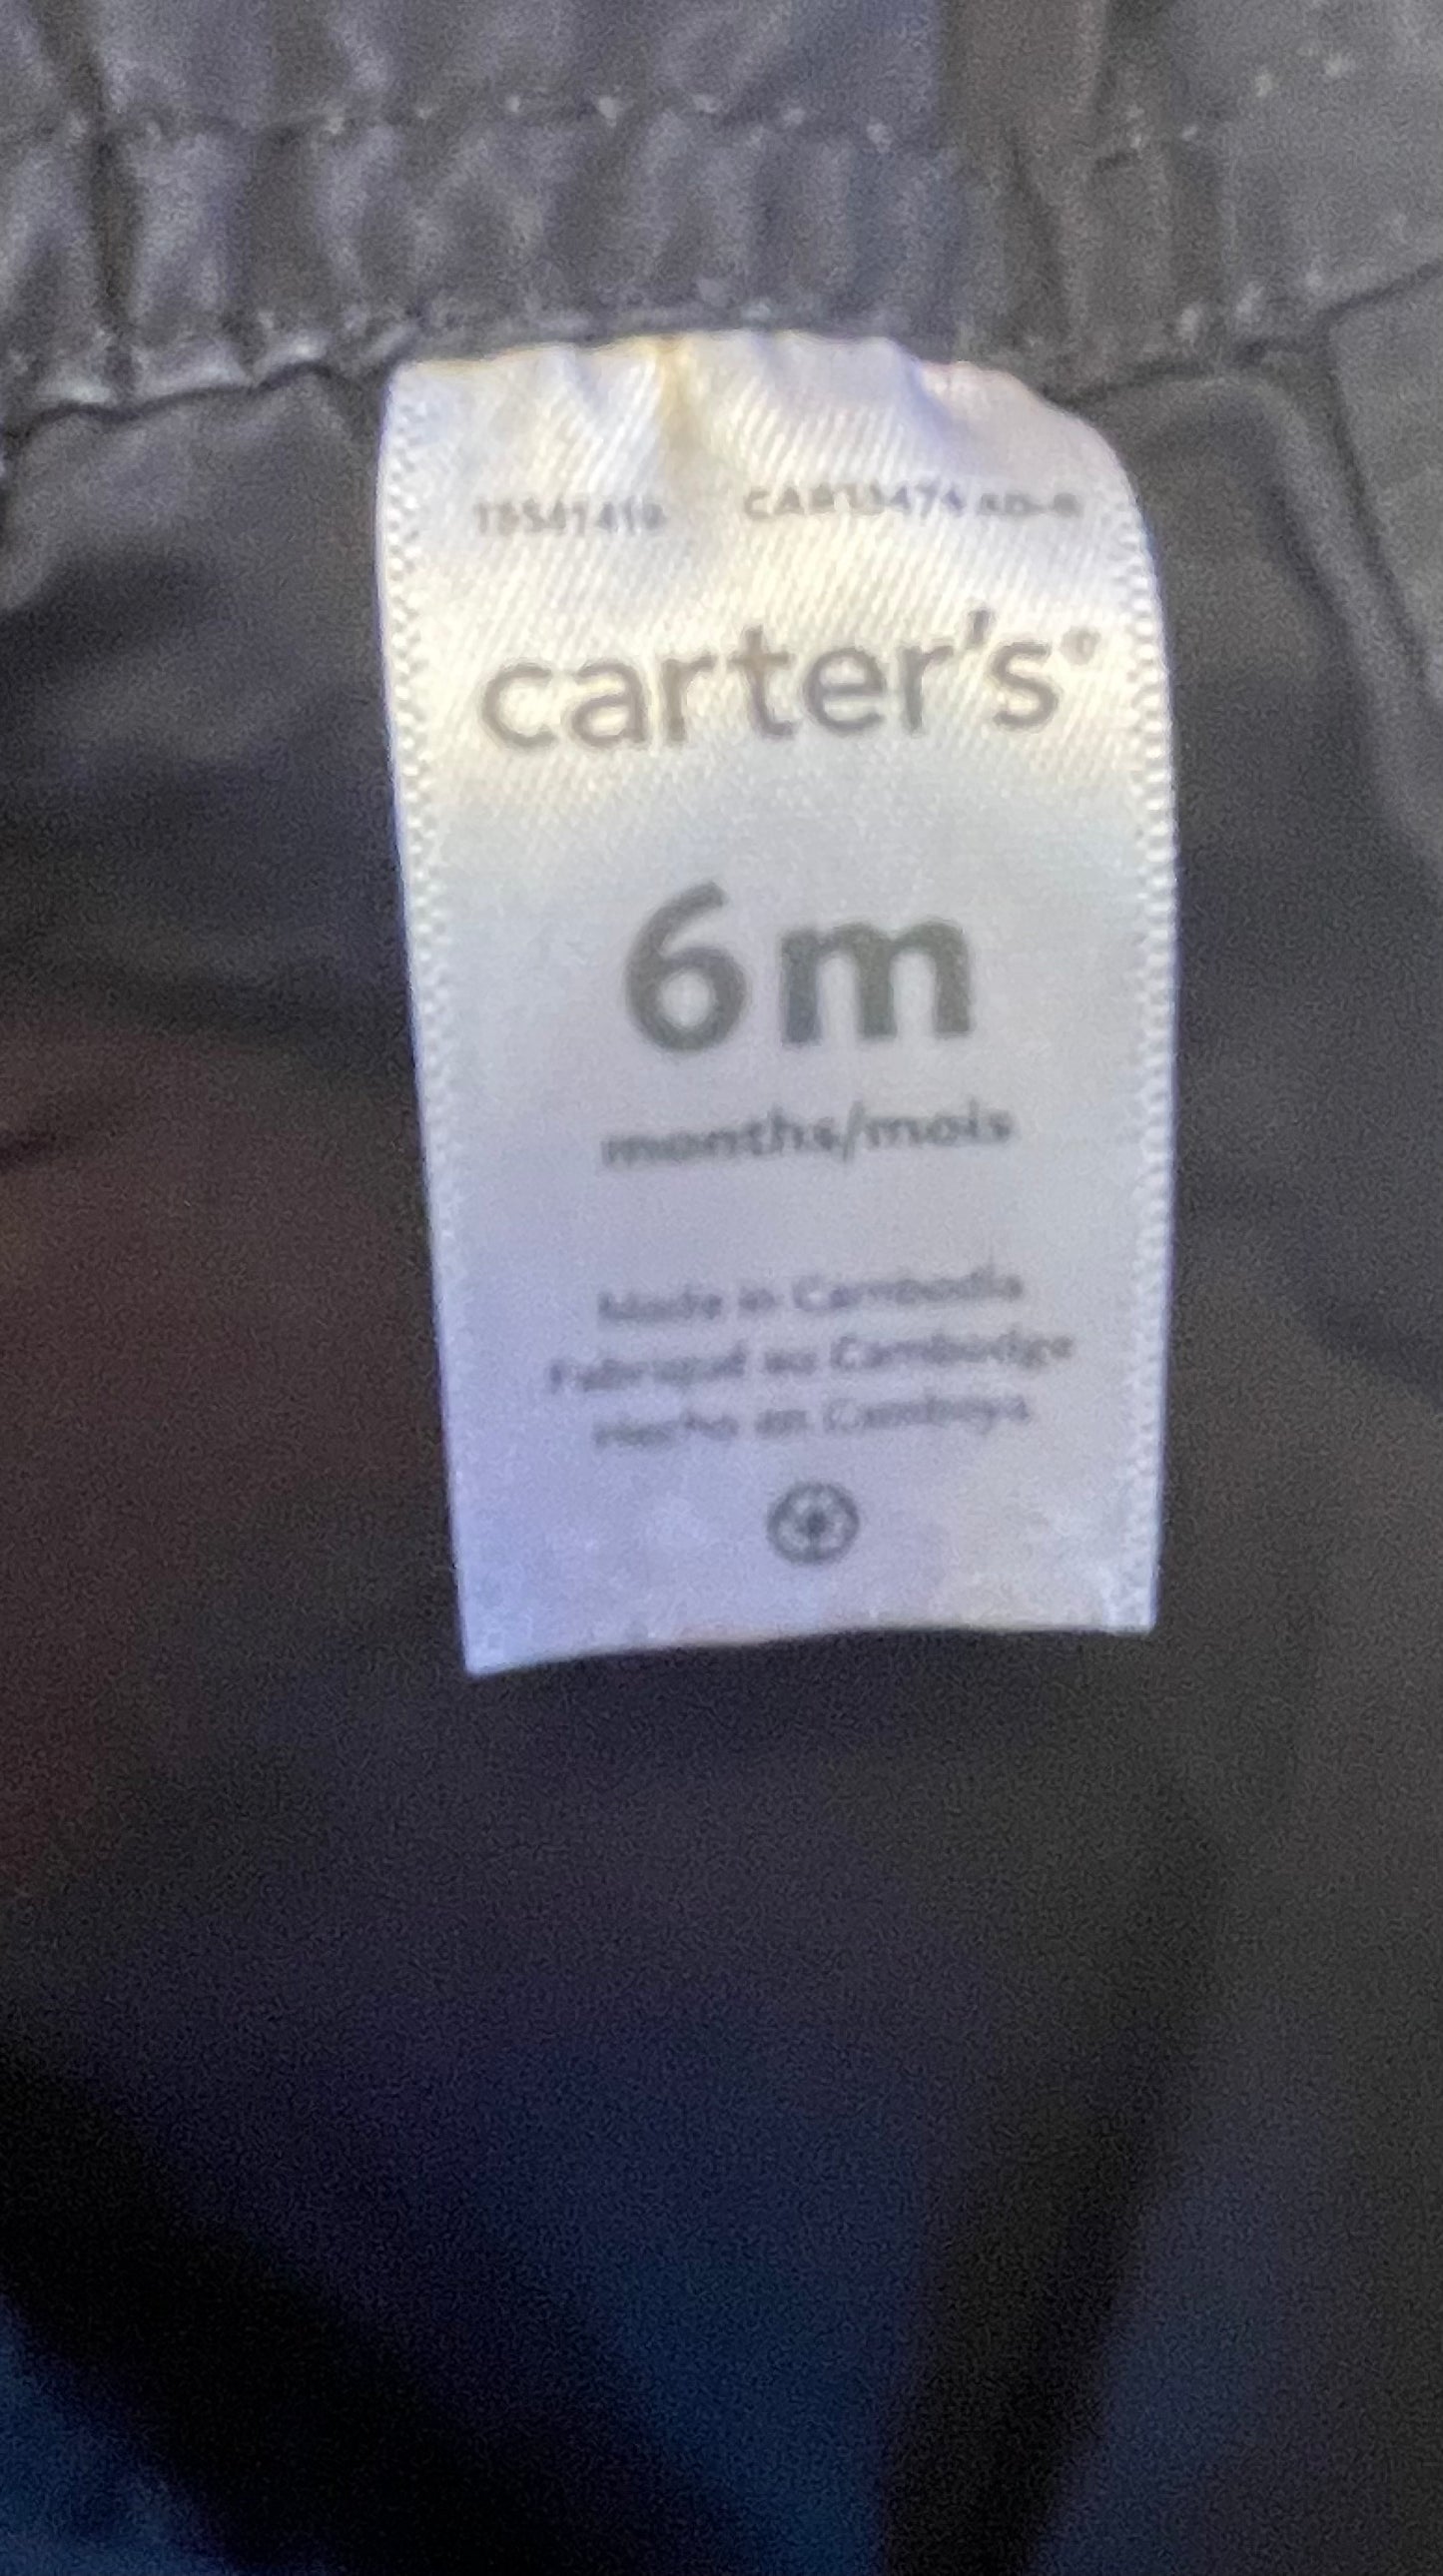 carter's®
6m
months/mois
Made in Cambodia
Fabriqué au Cambodge
Hecho en Camboya